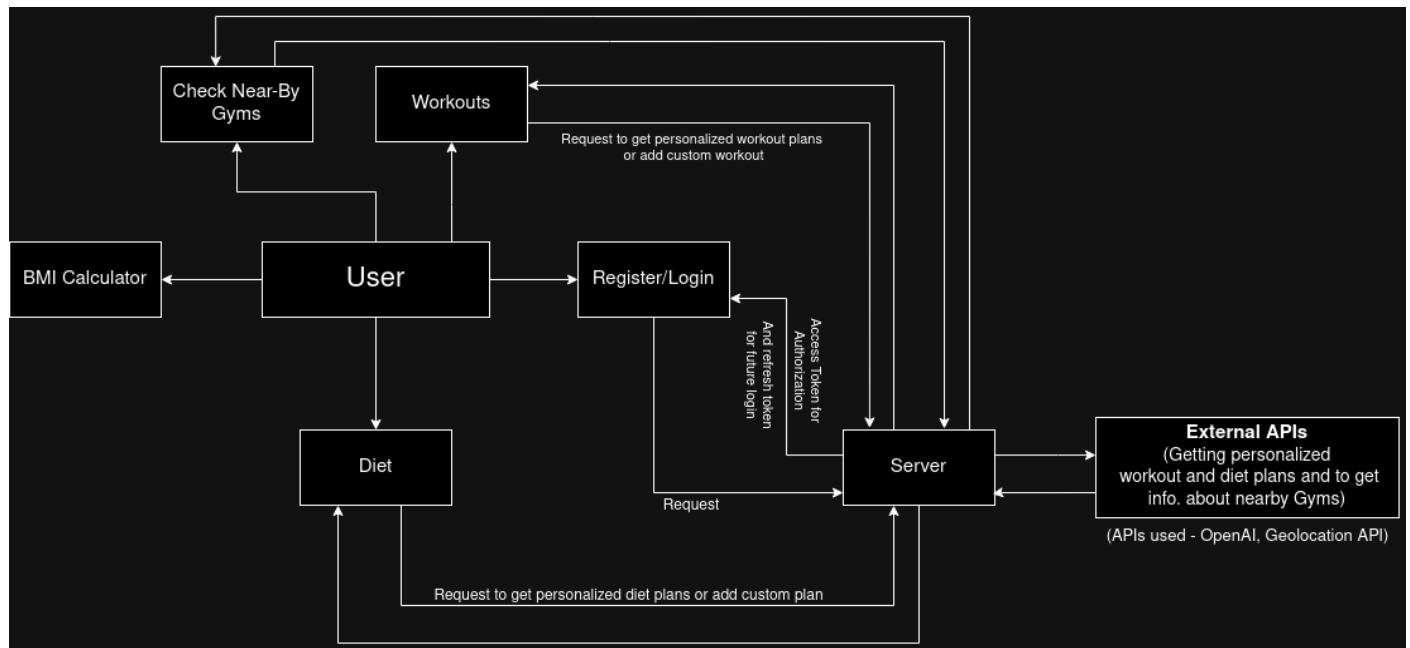 Check Near-By
Gyms
Workouts
Request to get personalized workout plans
or add custom workout
BMI Calculator
User
Register/Login
Access Token for
Authorization
And refresh token
for future login
Diet
Server
External APIs
(Getting personalized
workout and diet plans and to get
info. about nearby Gyms)
Request
(APIs used - OpenAI, Geolocation API)
Request to get personalized diet plans or add custom plan